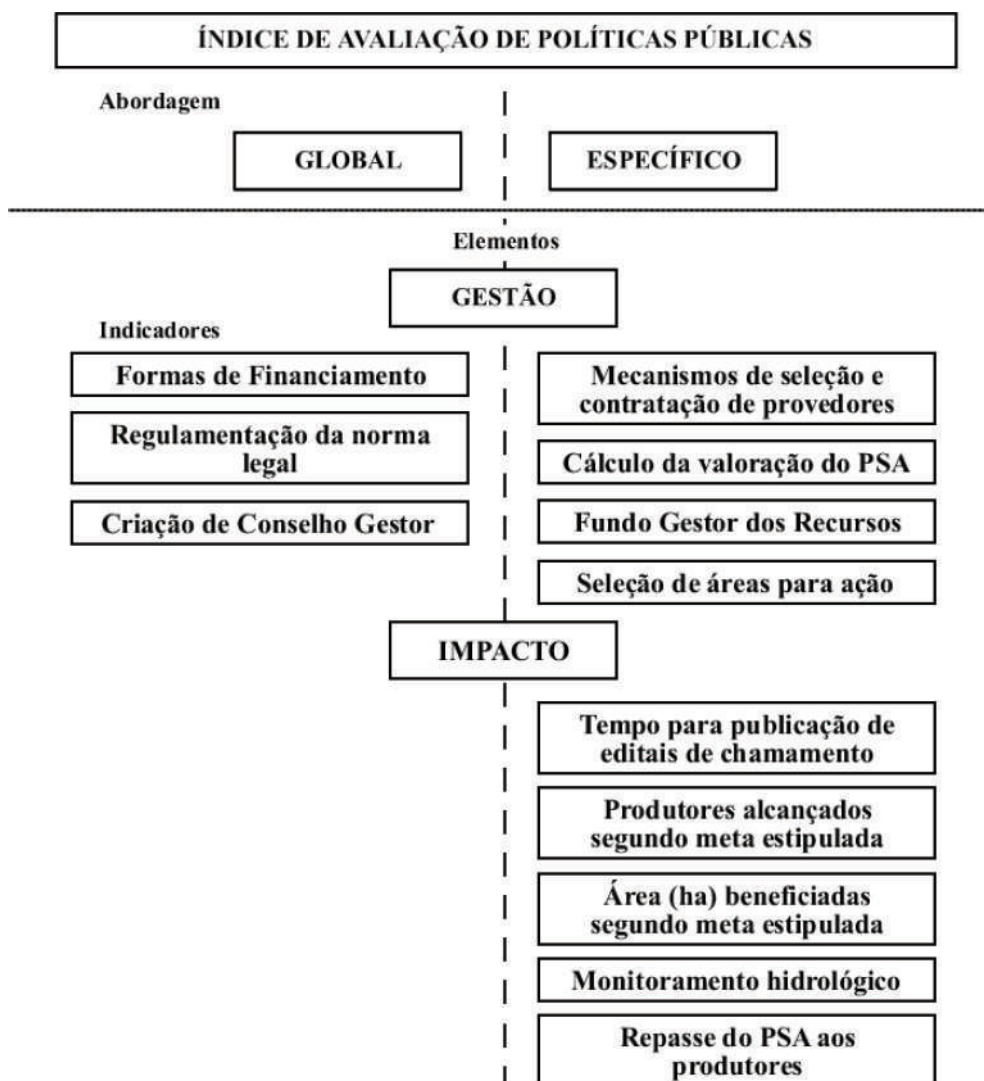 ÍNDICE DE AVALIAÇÃO DE POLÍTICAS PÚBLICAS
Abordagem
GLOBAL
ESPECÍFICO
Elementos
GESTÃO
Indicadores
Formas de Financiamento
Regulamentação da norma
legal
Criação de Conselho Gestor
Mecanismos de seleção e
contratação de provedores
Cálculo da valoração do PSA
Fundo Gestor dos Recursos
Seleção de áreas para ação
IMPACTO
Tempo para publicação de
editais de chamamento
Produtores alcançados
segundo meta estipulada
Área (ha) beneficiadas
segundo meta estipulada
Monitoramento hidrológico
Repasse do PSA aos
produtores